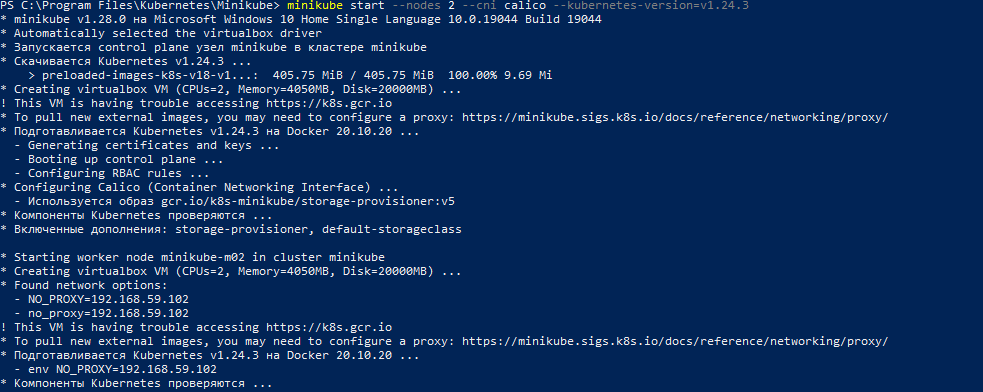 PS C:\Program Files\Kubernetes\Minikube> minikube start --nodes 2 --cni calico --kubernetes-version=v1.24.3
* minikube v1.28.0 на Microsoft Windows 10 Home Single Language 10.0.19044 Build 19044
* Automatically selected the virtualbox driver
* Запускается control plane узел minikube в кластере minikube
* Скачивается Kubernetes v1.24.3 ...
    > preloaded-images-k8s-v18-v1...:  405.75 MiB / 405.75 MiB  100.00% 9.69 Mi
* Creating virtualbox VM (CPUs=2, Memory=4050MB, Disk=20000MB) ...
! This VM is having trouble accessing https://k8s.gcr.io
* To pull new external images, you may need to configure a proxy: https://minikube.sigs.k8s.io/docs/reference/networking/proxy/
* Подготавливается Kubernetes v1.24.3 на Docker 20.10.20 ...
  - Generating certificates and keys ...
  - Booting up control plane ...
  - Configuring RBAC rules ...
* Configuring Calico (Container Networking Interface) ...
  - Используется образ gcr.io/k8s-minikube/storage-provisioner:v5
* Компоненты Kubernetes проверяются ...
* Включенные дополнения: storage-provisioner, default-storageclass
* Starting worker node minikube-m02 in cluster minikube
* Creating virtualbox VM (CPUs=2, Memory=4050MB, Disk=20000MB) ...
* Found network options:
  - NO_PROXY=192.168.59.102
  - no_proxy=192.168.59.102
! This VM is having trouble accessing https://k8s.gcr.io
* To pull new external images, you may need to configure a proxy: https://minikube.sigs.k8s.io/docs/reference/networking/proxy/
* Подготавливается Kubernetes v1.24.3 на Docker 20.10.20 ...
  - env NO_PROXY=192.168.59.102
* Компоненты Kubernetes проверяются ...